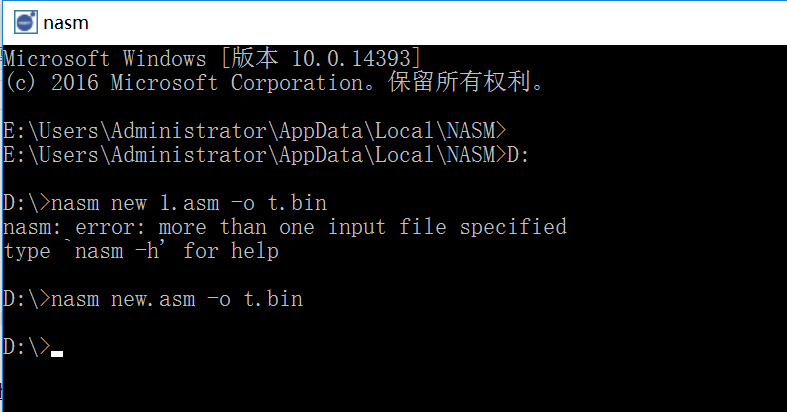 nasm
Microsoft Windows [版本 10.0.14393]
(c) 2016 Microsoft Corporation。保留所有权利。
E:\Users\Administrator\AppData\Local\NASM>
E:\Users\Administrator\AppData\Local\NASM>D:
D:\>nasm new 1.asm -o t.bin
nasm: error: more than one input file specified
type `nasm -h' for help
D:\>nasm new.asm -o t.bin
D:\>